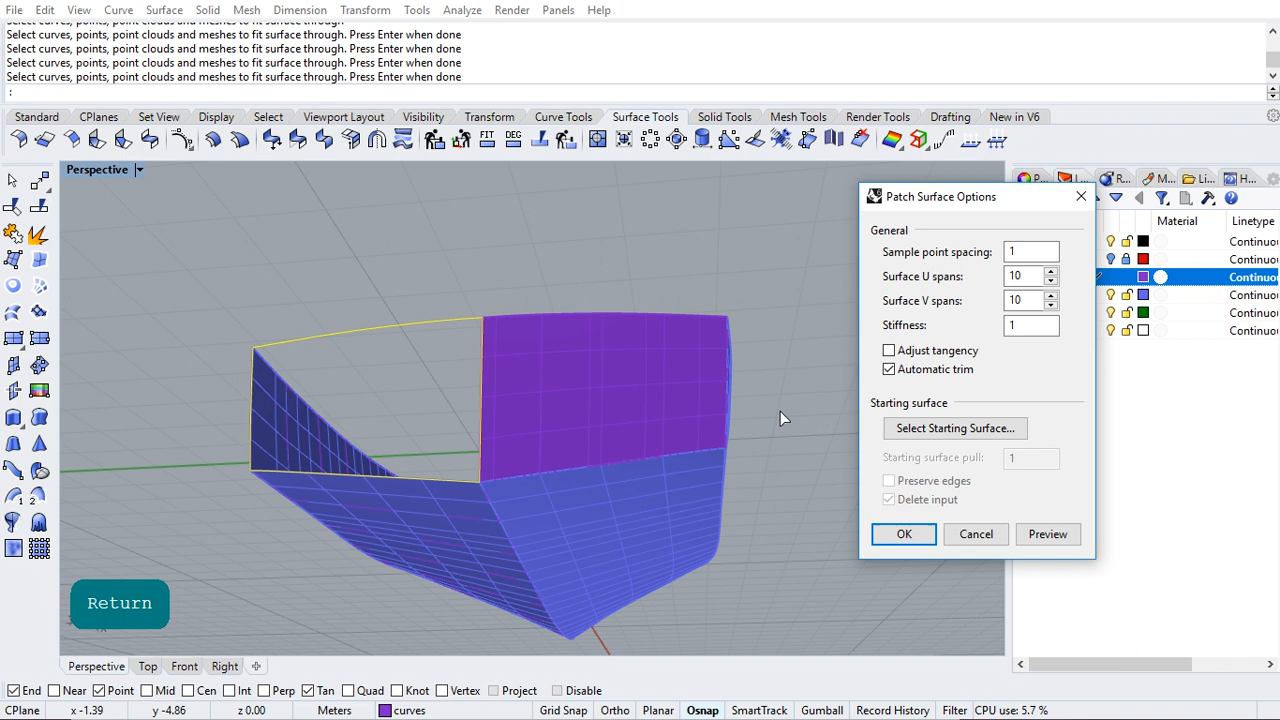 File Edit View Curve Surface Solid Mesh Dimension Transform Tools Analyze Render Panels Help
Select curves, points, point clouds and meshes to fit surface through. Press Enter when done
Select curves, points, point clouds and meshes to fit surface through. Press Enter when done
Select curves, points, point clouds and meshes to fit surface through. Press Enter when done
Select curves, points, point clouds and meshes to fit surface through. Press Enter when done
:
Standard CPlanes Set View Display Select Viewport Layout Visibility Transform Curve Tools Surface Tools Solid Tools Mesh Tools Render Tools Drafting New in V6
FIT DEG
Perspective
P... L... R... M... Li... H...
Material Linetype
Continuou
Continuou
Continuou
Continuou
Continuou
Continuou
Patch Surface Options
General
Sample point spacing: 1
Surface U spans: 10
Surface V spans: 10
Stiffness: 1
Adjust tangency
Automatic trim
Starting surface
Select Starting Surface...
Starting surface pull: 1
Preserve edges
Delete input
OK Cancel Preview
Return
Perspective Top Front Right
End Near Point Mid Cen Int Perp Tan Quad Knot Vertex Project Disable
CPlane x -1.39 y -4.86 z 0.00 Meters curves Grid Snap Ortho Planar Osnap SmartTrack Gumball Record History Filter CPU use: 5.7 %